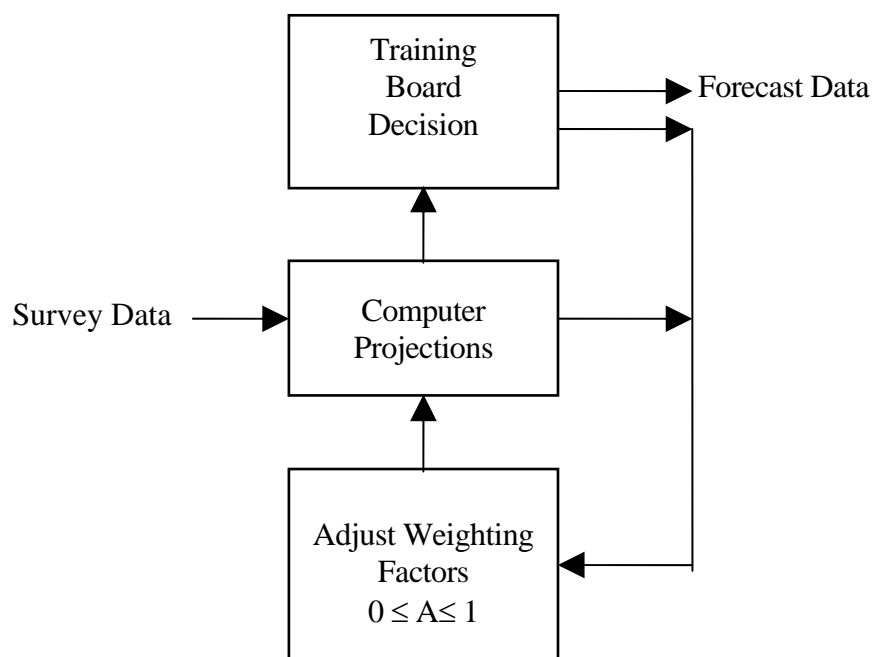 Training
Board
Decision
Forecast Data
Survey Data
Computer
Projections
Adjust Weighting
Factors
0 ≤ A≤ 1